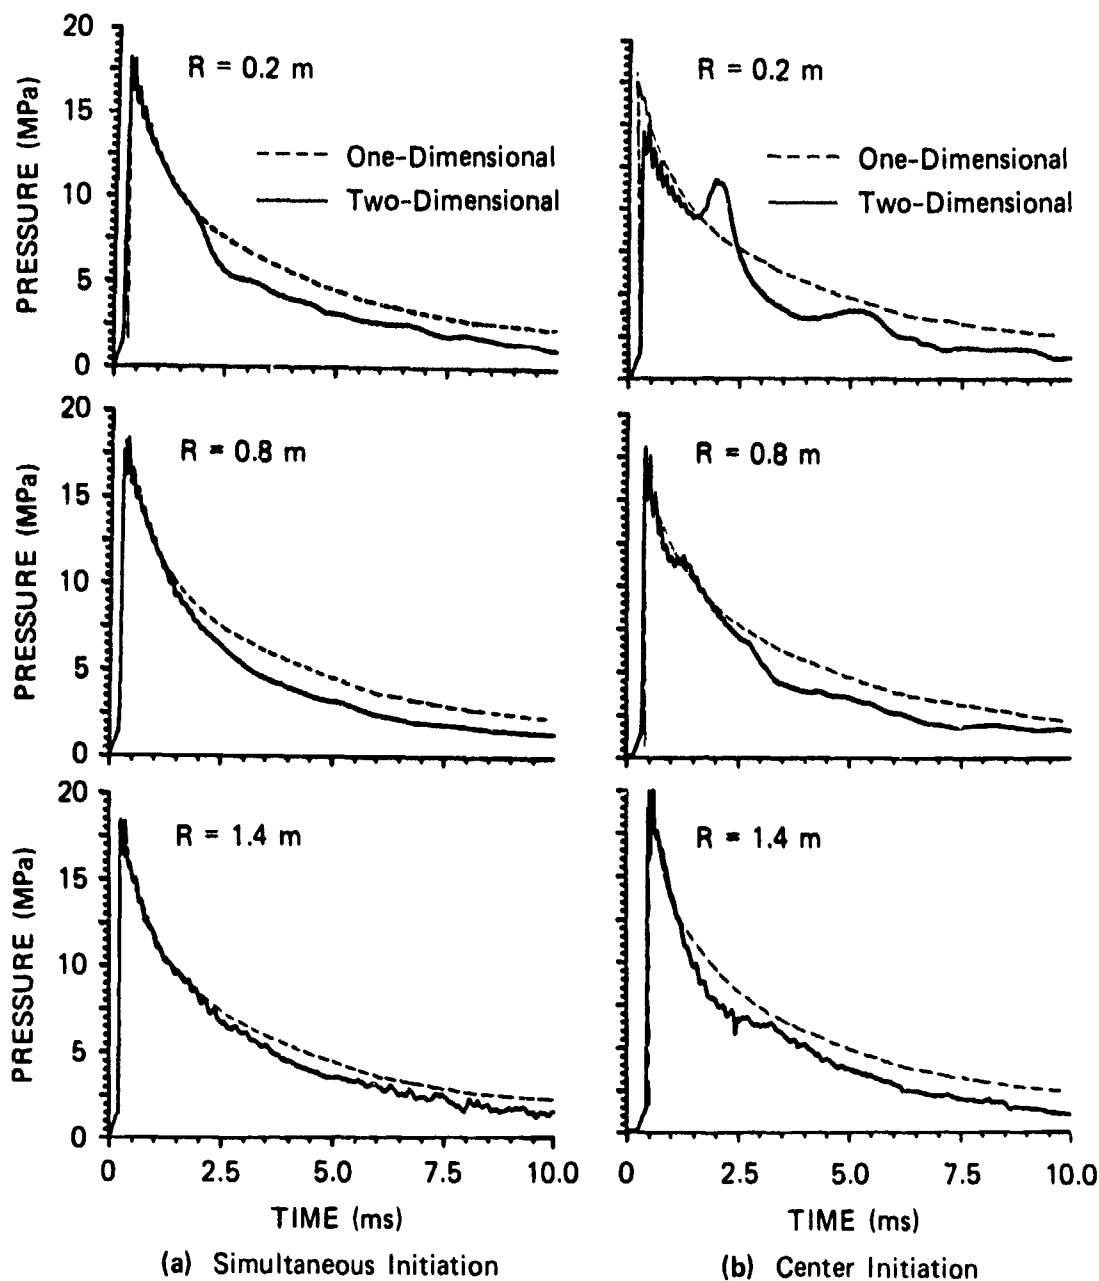 20
15
10
5
0
PRESSURE (MPa)
R = 0.2 m
One-Dimensional
Two-Dimensional
R = 0.2 m
One-Dimensional
Two-Dimensional
20
15
10
5
0
PRESSURE (MPa)
R = 0.8 m
R = 0.8 m
20
15
10
5
0
PRESSURE (MPa)
R = 1.4 m
R = 1.4 m
0 2.5 5.0 7.5 10.0
TIME (ms)
(a) Simultaneous Initiation
0 2.5 5.0 7.5 10.0
TIME (ms)
(b) Center Initiation